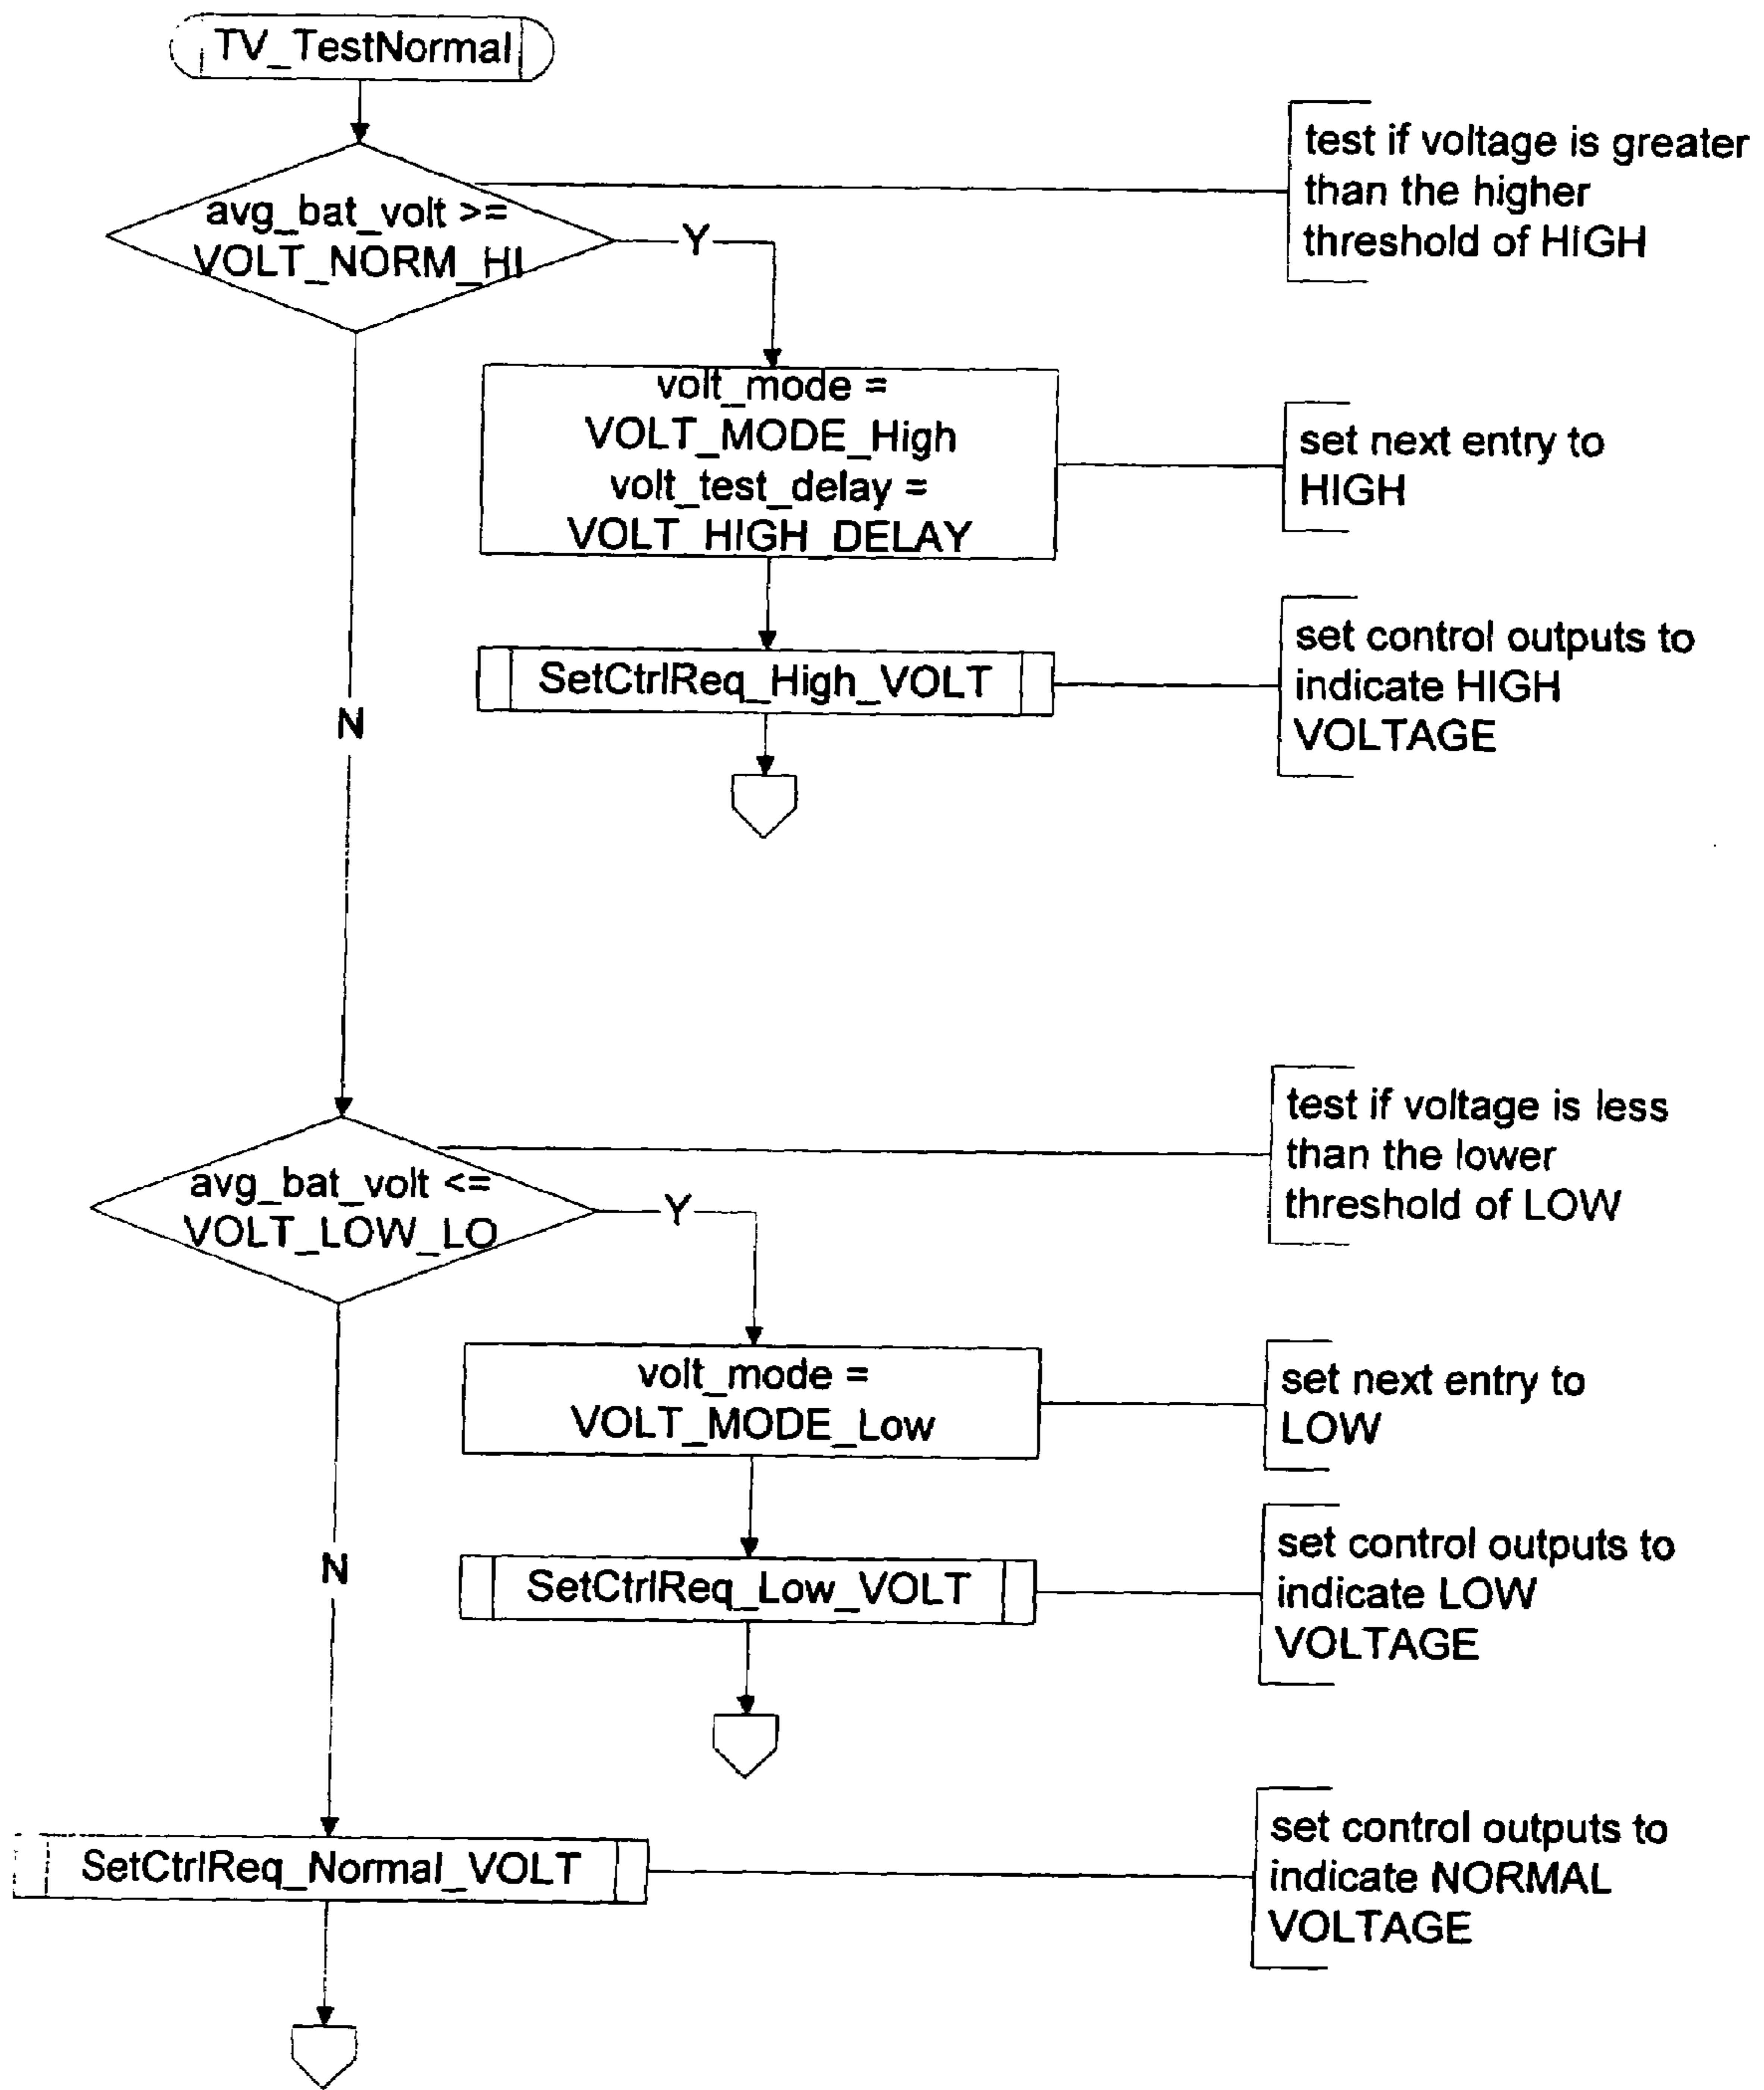 TV_TestNormal
test if voltage is greater
than the higher
threshold of HIGH
avg_bat_volt >=
VOLT_NORM_HI
Y
volt_mode =
VOLT_MODE_High
volt_test_delay =
VOLT_HIGH_DELAY
set next entry to
HIGH
SetCtrlReq_High_VOLT
set control outputs to
indicate HIGH
VOLTAGE
N
test if voltage is less
than the lower
threshold of LOW
avg_bat_volt <=
VOLT_LOW_LO
Y
volt_mode =
VOLT_MODE_Low
set next entry to
LOW
SetCtrlReq_Low_VOLT
set control outputs to
indicate LOW
VOLTAGE
N
SetCtrlReq_Normal_VOLT
set control outputs to
indicate NORMAL
VOLTAGE